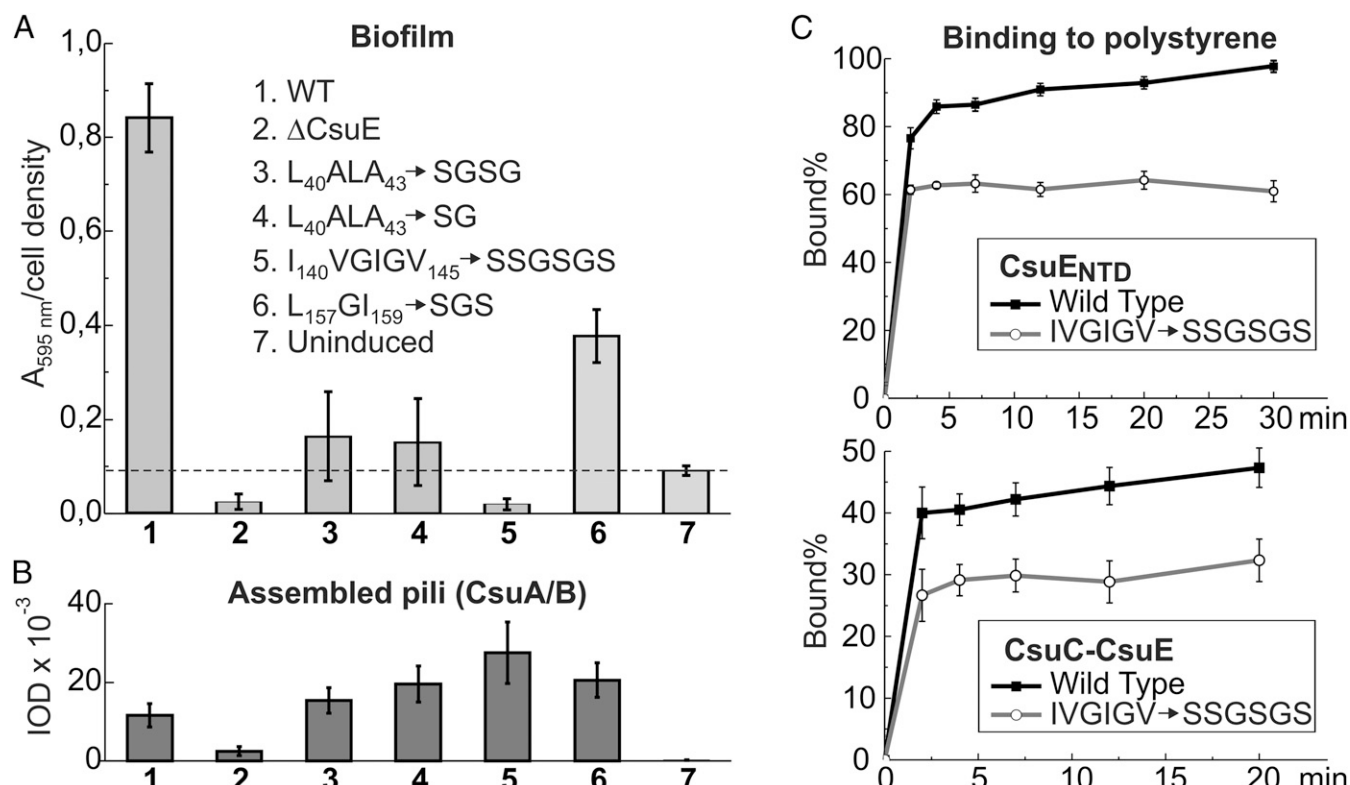 A
Biofilm
1,0
0,8
0,6
0,4
0,2
0,0
A595 nm/cell density
1. WT
2. ΔCsuE
3. L40ALA43→SGSG
4. L40ALA43→SG
5. I140VGIGV145→SSGSGS
6. L157GI159→SGS
7. Uninduced
1 2 3 4 5 6 7
B
Assembled pili (CsuA/B)
40
20
0
IOD x 10-3
1 2 3 4 5 6 7
C
Binding to polystyrene
100
80
60
40
20
0
Bound%
CsuENTD
Wild Type
IVGIGV→SSGSGS
0 5 10 15 20 25 30 min
50
40
30
20
10
0
Bound%
CsuC-CsuE
Wild Type
IVGIGV→SSGSGS
0 5 10 15 20 min